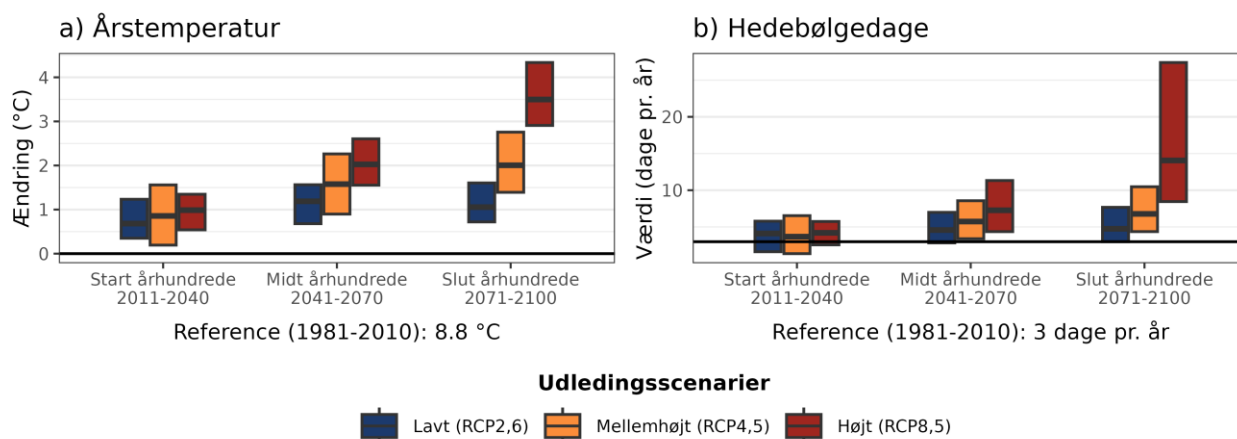 a) Årstemperatur
Ændring (°C)
4
3
2
1
0
Start århundrede
2011-2040
Midt århundrede
2041-2070
Slut århundrede
2071-2100
Reference (1981-2010): 8.8 °C
b) Hedebølgedage
Værdi (dage pr. år)
20
10
Start århundrede
2011-2040
Midt århundrede
2041-2070
Slut århundrede
2071-2100
Reference (1981-2010): 3 dage pr. år
Udledingsscenarier
Lavt (RCP2,6)
Mellemhøjt (RCP4,5)
Højt (RCP8,5)